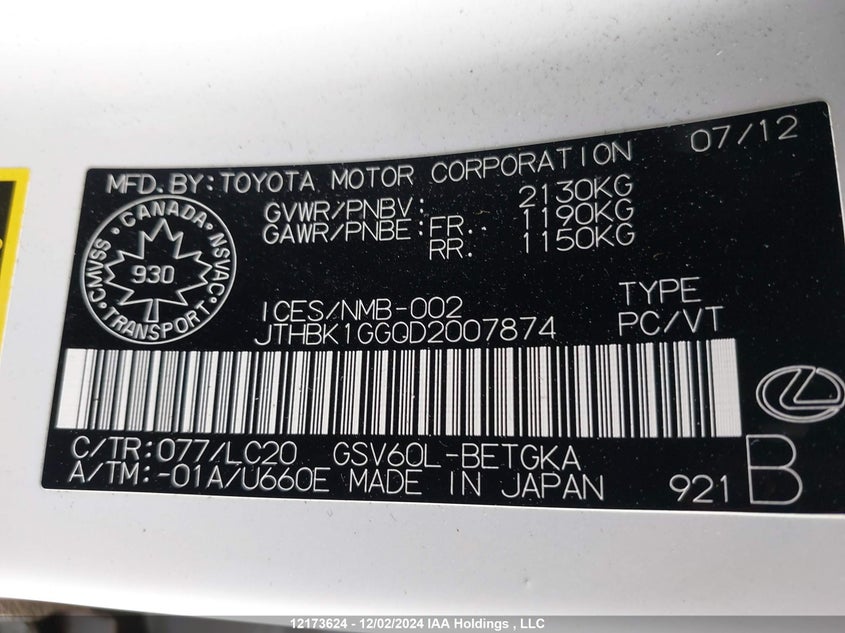 07/12
MFD.BY:TOYOTA MOTOR CORPORATION
GVWR/PNBV: 2130KG
GAWR/PNBE: FR. 1190KG
RR. 1150KG
CANADA
CMVSS 930 NSVAC
TRANSPORT
ICES/NMB-002
TYPE
JTHBK1GG0D2007874
PC/VT
C/TR:077/LC20 GSV60L-BETGKA
A/TM:-01A/U660E MADE IN JAPAN
921 B
12173624 - 12/02/2024 IAA Holdings , LLC